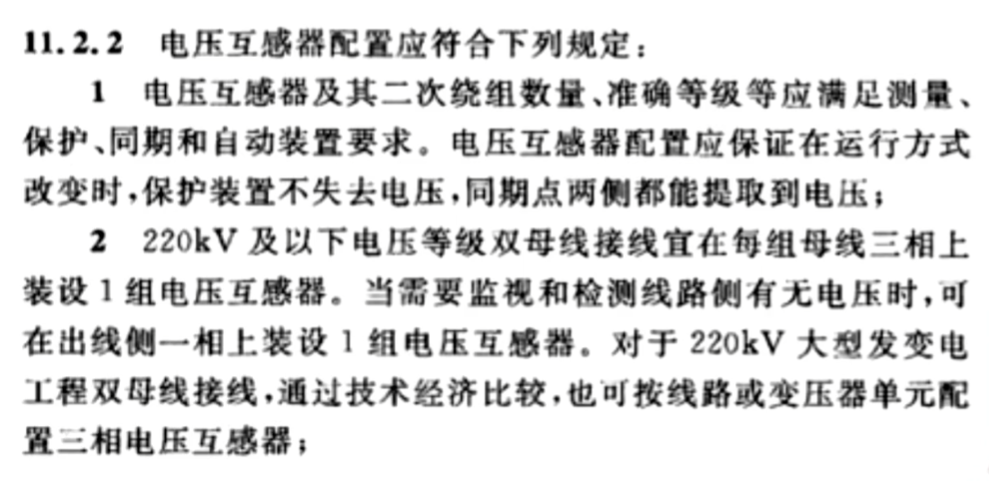 11.2.2 电压互感器配置应符合下列规定：
1 电压互感器及其二次绕组数量、准确等级等应满足测量、
保护、同期和自动装置要求。电压互感器配置应保证在运行方式
改变时，保护装置不失去电压，同期点两侧都能提取到电压；
2 220kV 及以下电压等级双母线接线宜在每组母线三相上
装设1组电压互感器。当需要监视和检测线路侧有无电压时，可
在出线侧一相上装设1组电压互感器。对于220kV 大型发变电
工程双母线接线，通过技术经济比较，也可按线路或变压器单元配
置三相电压互感器；